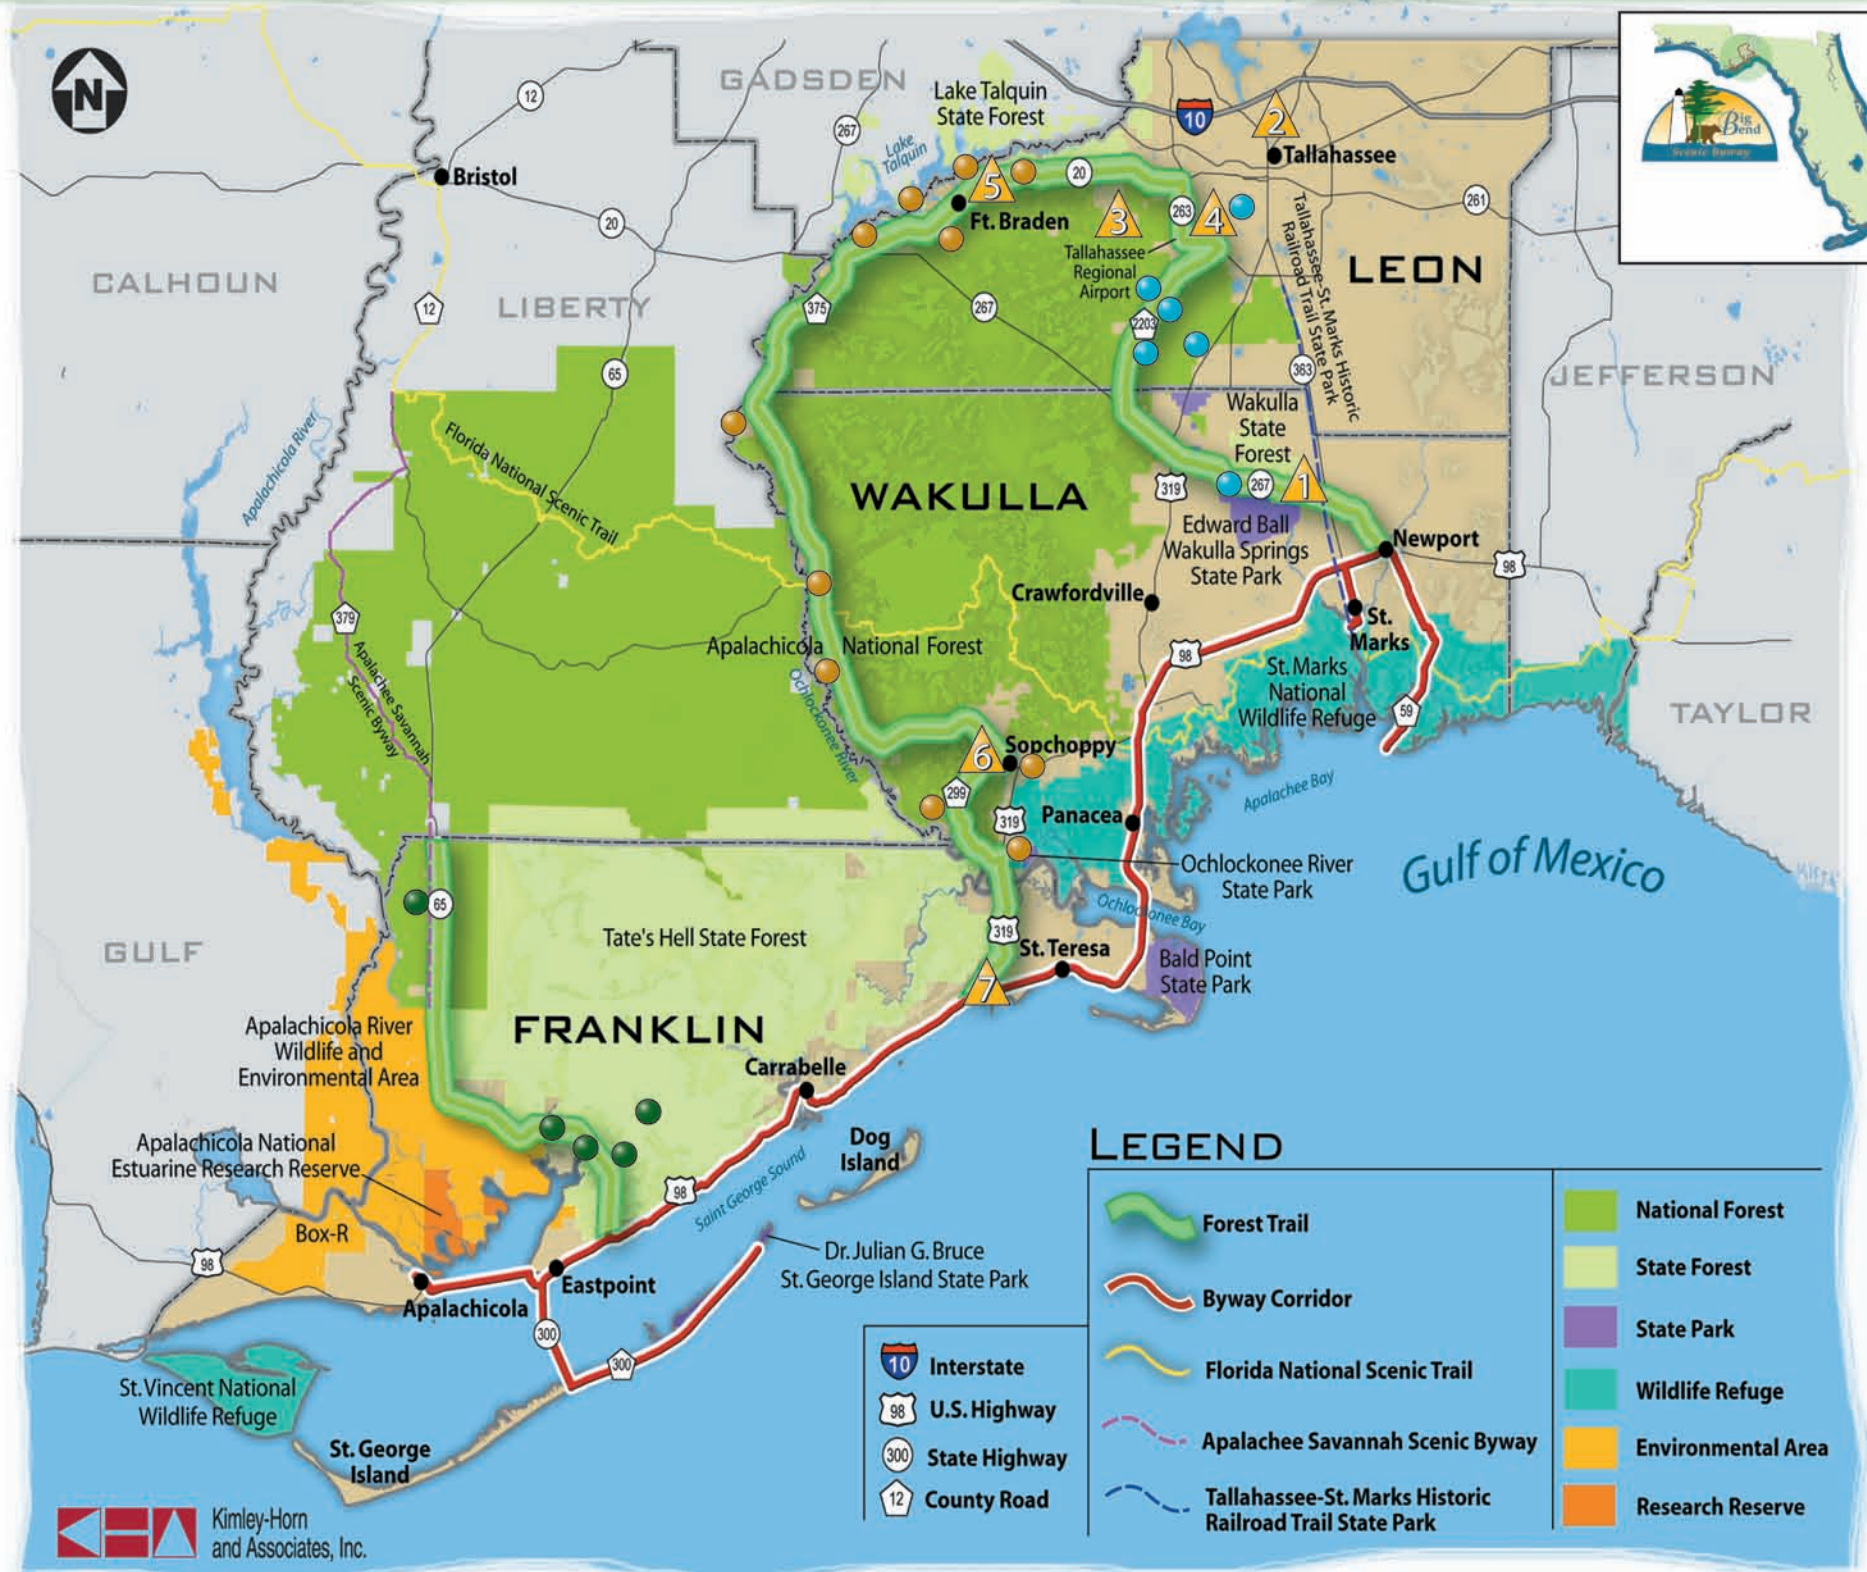 N
GADSDEN
Lake Talquin
State Forest
Lake
Talquin
12
267
10
2
Tallahassee
Big
Bend
Scenic Byway
Bristol
20
5
20
Ft. Braden
3
263
4
261
Tallahassee
Regional
Airport
Tallahassee-St. Marks Historic
Railroad Trail State Park
LEON
CALHOUN
LIBERTY
12
375
267
2203
65
363
JEFFERSON
Apalachicola River
Florida National Scenic Trail
Wakulla
State
Forest
WAKULLA
319
267
1
Edward Ball
Wakulla Springs
State Park
Newport
98
Crawfordville
379
St.
Marks
Apalachee Savannah
Scenic Byway
Apalachicola National Forest
98
St. Marks
National
Wildlife Refuge
59
Ochlockonee River
TAYLOR
6
Sopchoppy
299
319
Panacea
Apalachee Bay
Ochlockonee River
State Park
Gulf of Mexico
65
Ochlockonee Bay
GULF
Tate's Hell State Forest
319
St. Teresa
Bald Point
State Park
7
Apalachicola River
Wildlife and
Environmental Area
FRANKLIN
Carrabelle
Apalachicola National
Estuarine Research Reserve
Dog
Island
98
Saint George Sound
Box-R
98
Dr. Julian G. Bruce
St. George Island State Park
Eastpoint
Apalachicola
300
300
St. Vincent National
Wildlife Refuge
St. George
Island
Kimley-Horn
and Associates, Inc.
LEGEND
Forest Trail
Byway Corridor
Florida National Scenic Trail
Apalachee Savannah Scenic Byway
Tallahassee-St. Marks Historic
Railroad Trail State Park
10 Interstate
98 U.S. Highway
300 State Highway
12 County Road
National Forest
State Forest
State Park
Wildlife Refuge
Environmental Area
Research Reserve